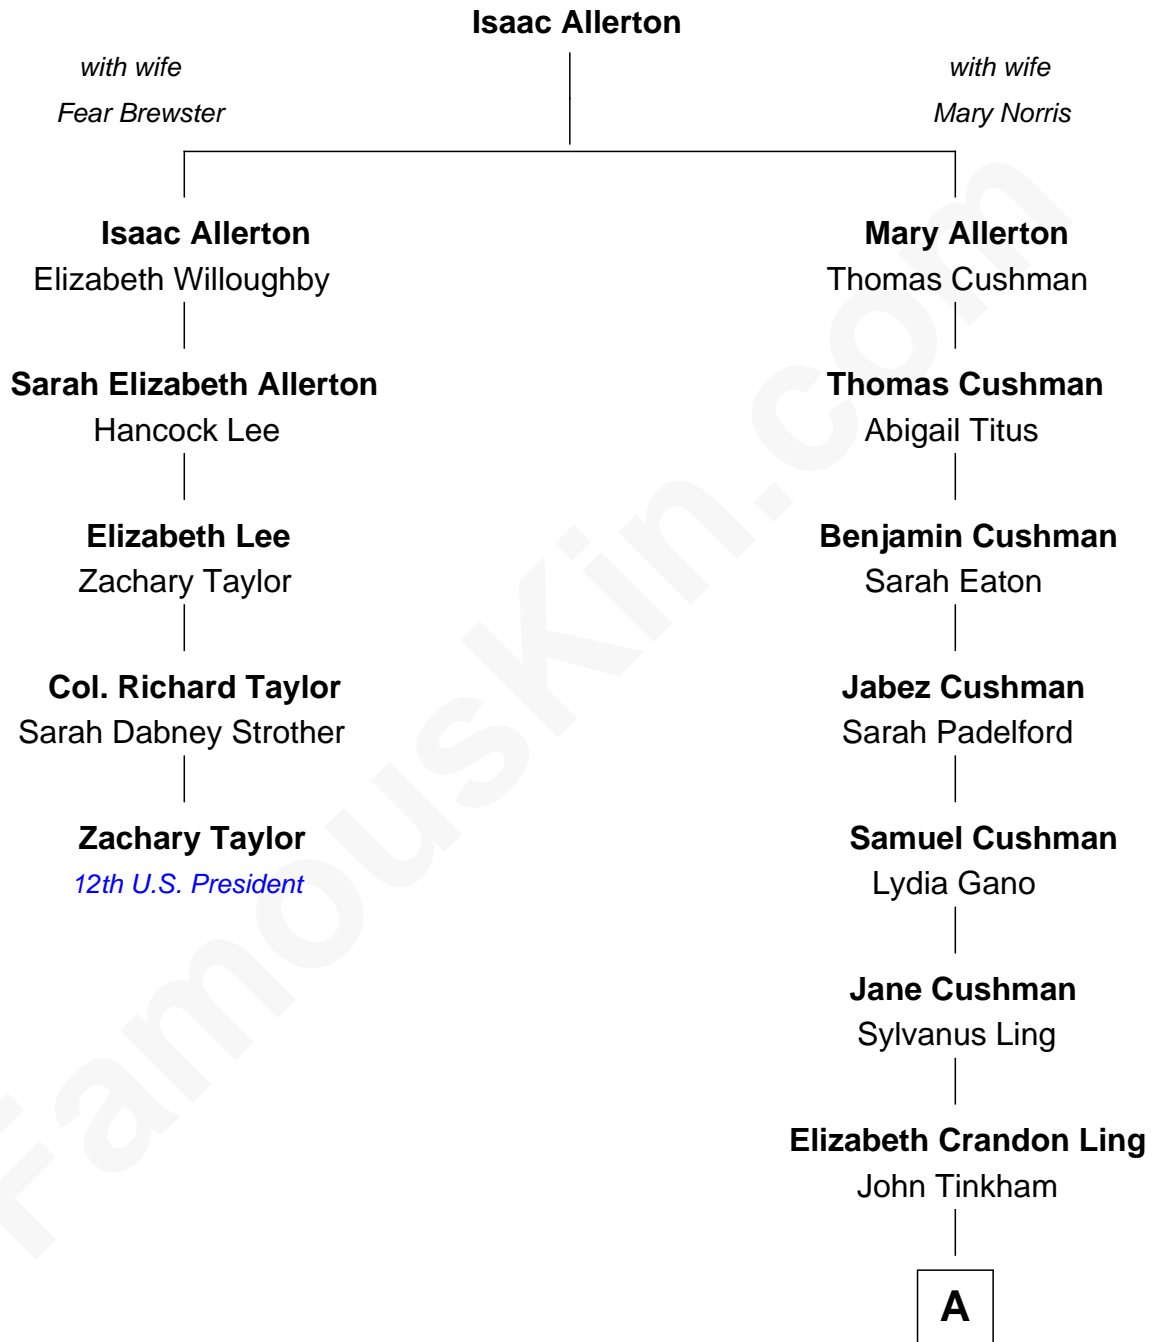 Isaac Allerton
with wife
Fear Brewster
with wife
Mary Norris
Isaac Allerton
Elizabeth Willoughby
Sarah Elizabeth Allerton
Hancock Lee
Elizabeth Lee
Zachary Taylor
Col. Richard Taylor
Sarah Dabney Strother
Zachary Taylor
12th U.S. President
Mary Allerton
Thomas Cushman
Thomas Cushman
Abigail Titus
Benjamin Cushman
Sarah Eaton
Jabez Cushman
Sarah Padelford
Samuel Cushman
Lydia Gano
Jane Cushman
Sylvanus Ling
Elizabeth Crandon Ling
John Tinkham
A
FamousKin.com